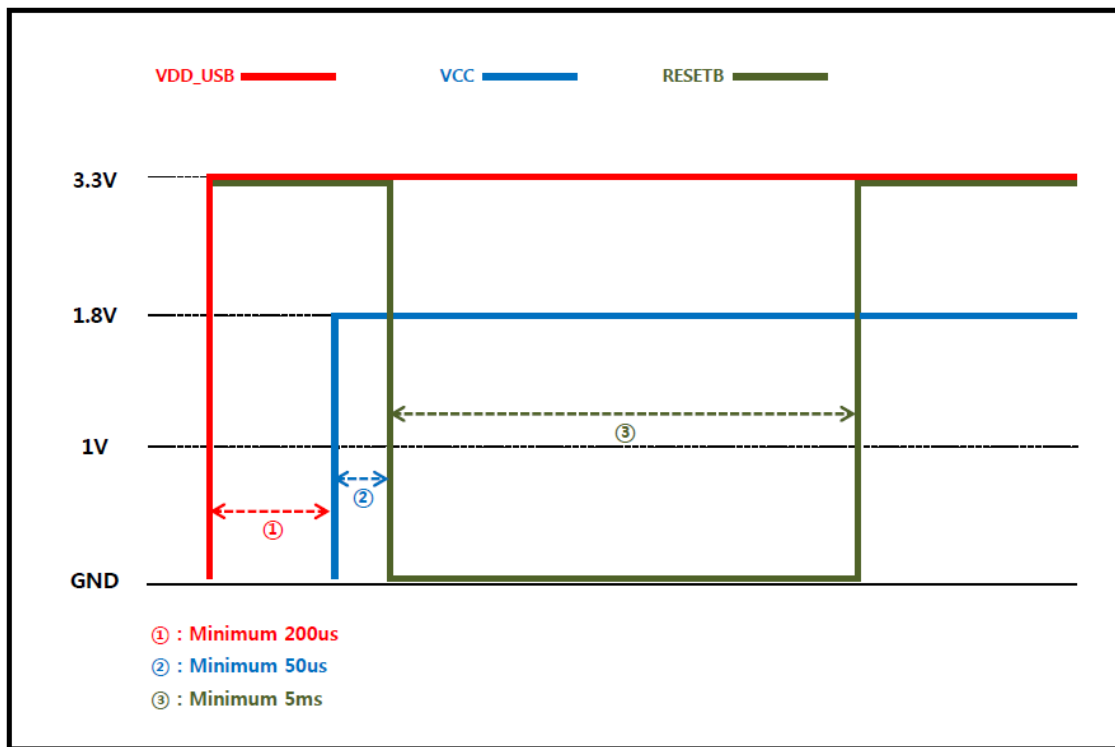 VDD_USB VCC RESETB
3.3V
1.8V
③
1V
②
①
GND
① : Minimum 200us
② : Minimum 50us
③ : Minimum 5ms